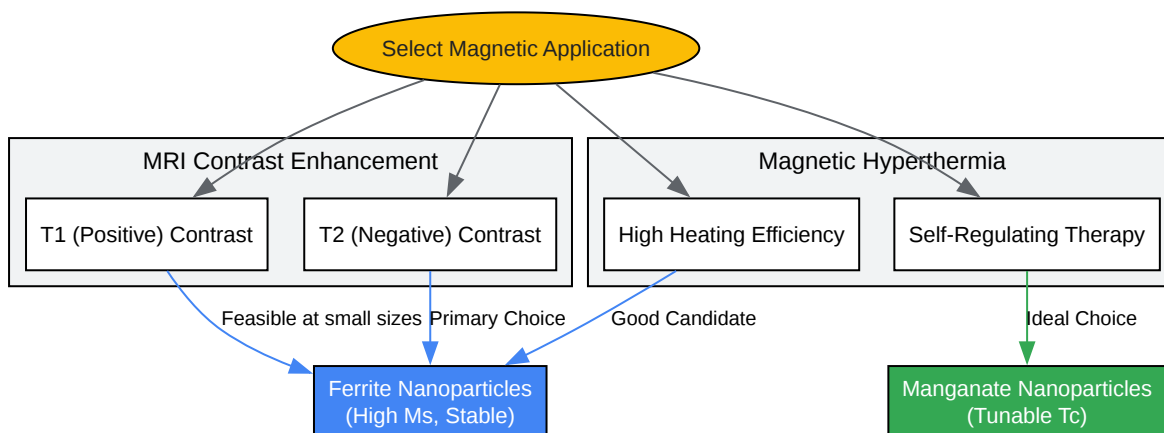 Select Magnetic Application
MRI Contrast Enhancement
Magnetic Hyperthermia
T1 (Positive) Contrast
T2 (Negative) Contrast
High Heating Efficiency
Self-Regulating Therapy
Feasible at small sizes
Primary Choice
Good Candidate
Ideal Choice
Ferrite Nanoparticles
(High Ms, Stable)
Manganate Nanoparticles
(Tunable Tc)